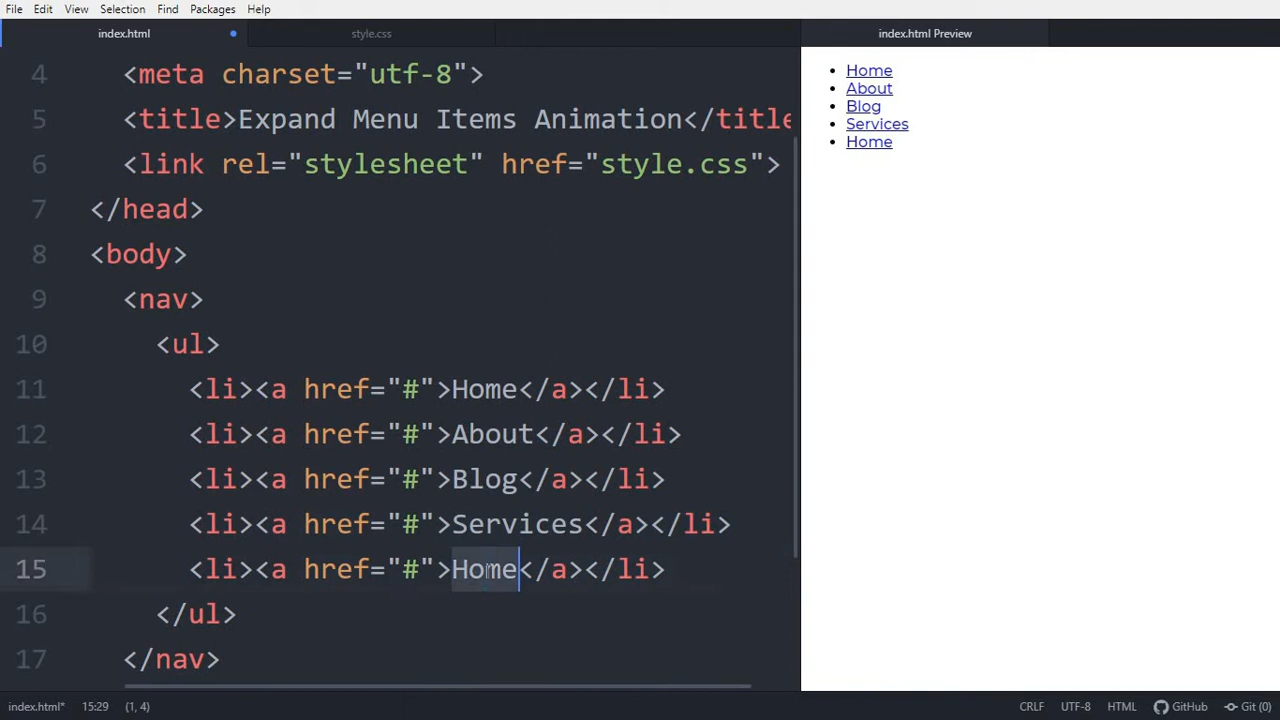 File Edit View Selection Find Packages Help
index.html style.css index.html Preview
4 <meta charset="utf-8">
5 <title>Expand Menu Items Animation</title
6 <link rel="stylesheet" href="style.css">
7 </head>
8 <body>
9 <nav>
10 <ul>
11 <li><a href="#">Home</a></li>
12 <li><a href="#">About</a></li>
13 <li><a href="#">Blog</a></li>
14 <li><a href="#">Services</a></li>
15 <li><a href="#">Home</a></li>
16 </ul>
17 </nav>
• Home
• About
• Blog
• Services
• Home
index.html* 15:29 (1, 4) CRLF UTF-8 HTML GitHub Git (0)